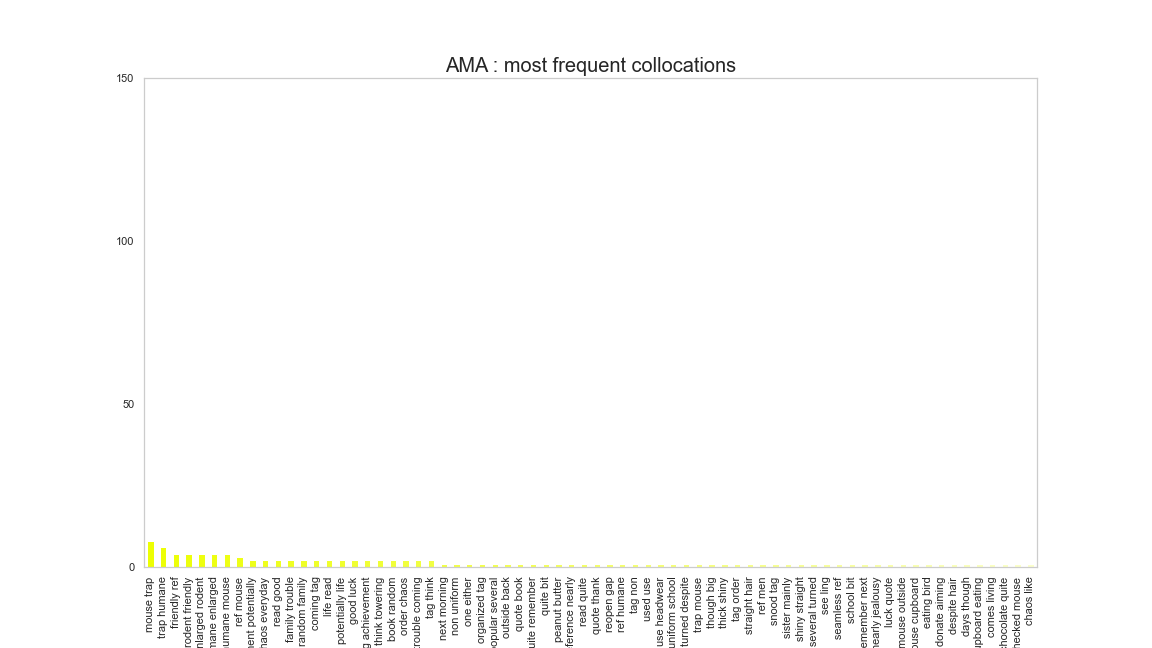 AMA : most frequent collocations
150
100
50
0
mouse trap
trap humane
friendly ref
rodent friendly
nlarged rodent
mane enlarged
umane mouse
ref mouse
ment potentially
haos everyday
read good
family trouble
random family
coming tag
life read
potentially life
good luck
g achievement
think towering
book random
order chaos
trouble coming
tag think
next morning
non uniform
one either
organized tag
popular several
outside back
quote book
uite remember
quite bit
peanut butter
ference nearly
read quite
quote thank
reopen gap
ref humane
tag non
used use
use headwear
uniform school
turned despite
trap mouse
though big
thick shiny
tag order
straight hair
ref men
snood tag
sister mainly
shiny straight
several turned
see ling
seamless ref
school bit
emember next
nearly jealousy
luck quote
mouse outside
ouse cupboard
eating bird
donate aiming
despite hair
days though
upboard eating
comes living
chocolate quite
hecked mouse
chaos like